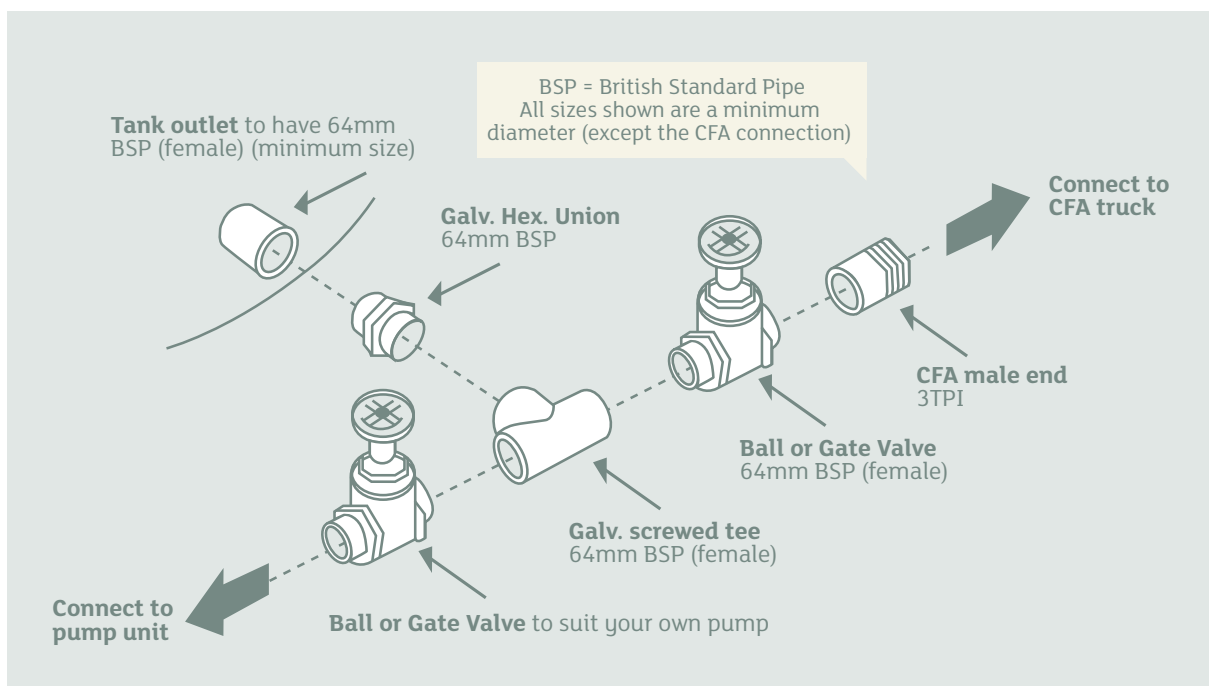 BSP = British Standard Pipe
All sizes shown are a minimum
diameter (except the CFA connection)
Tank outlet to have 64mm
BSP (female) (minimum size)
Connect to
CFA truck
Galv. Hex. Union
64mm BSP
CFA male end
3TPI
Ball or Gate Valve
64mm BSP (female)
Galv. screwed tee
64mm BSP (female)
Connect to
pump unit
Ball or Gate Valve to suit your own pump